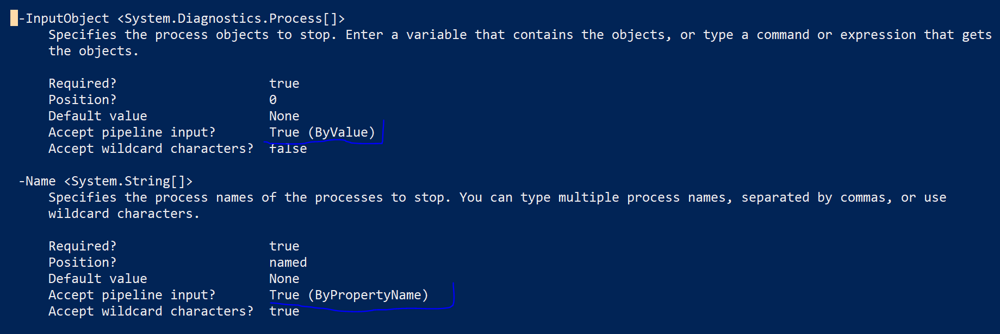 -InputObject <System.Diagnostics.Process[]>
Specifies the process objects to stop. Enter a variable that contains the objects, or type a command or expression that gets
the objects.
Required? true
Position? 0
Default value None
Accept pipeline input? True (ByValue)
Accept wildcard characters? false
-Name <System.String[]>
Specifies the process names of the processes to stop. You can type multiple process names, separated by commas, or use
wildcard characters.
Required? true
Position? named
Default value None
Accept pipeline input? True (ByPropertyName)
Accept wildcard characters? true